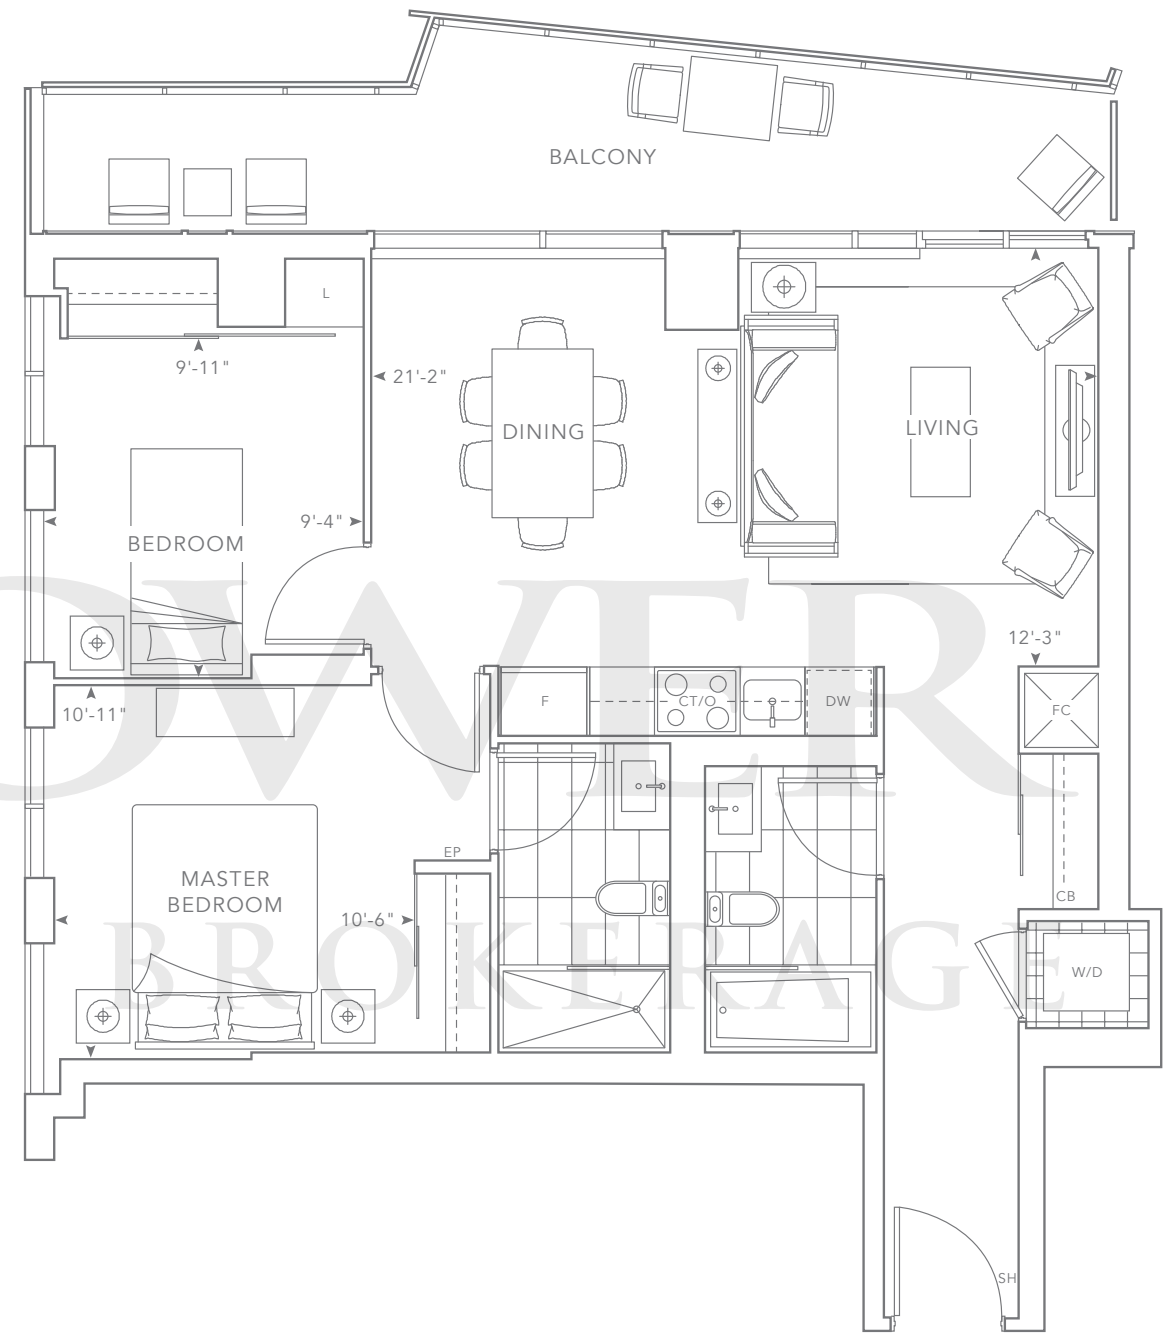 BALCONY
L
9'-11"
21'-2"
DINING
LIVING
9'-4"
BEDROOM
12'-3"
10'-11"
F
CT/O
DW
FC
OWER
EP
MASTER
BEDROOM
10'-6"
CB
BROKERAGE
W/D
SH